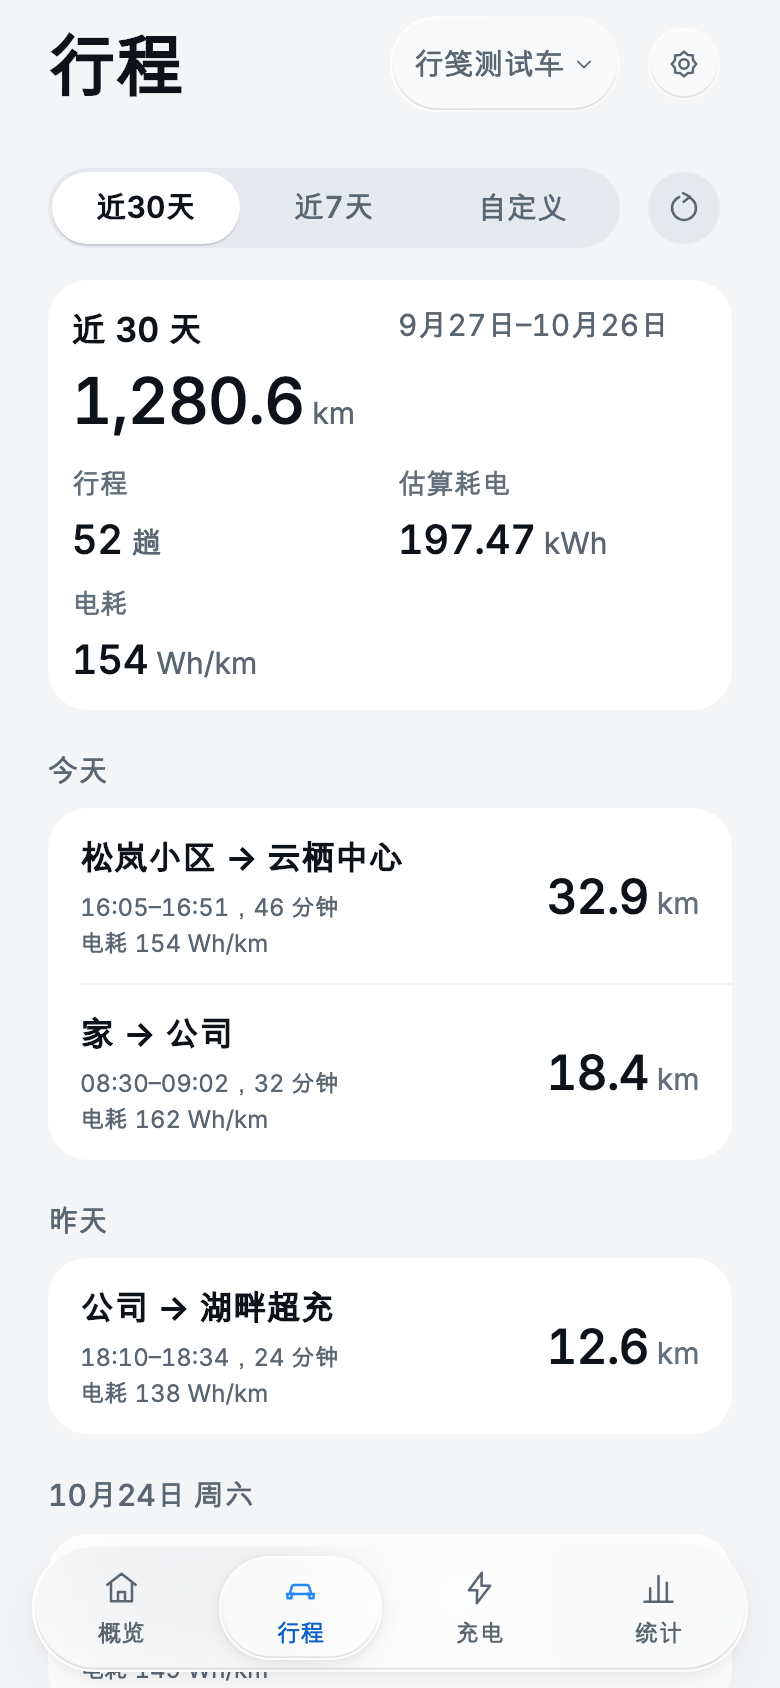 行程
行笺测试车
近30天 近7天 自定义
近 30 天 9月27日–10月26日
1,280.6 km
行程 估算耗电
52 趟 197.47 kWh
电耗
154 Wh/km
今天
松岚小区 → 云栖中心
32.9 km
16:05–16:51，46 分钟
电耗 154 Wh/km
家 → 公司
18.4 km
08:30–09:02，32 分钟
电耗 162 Wh/km
昨天
公司 → 湖畔超充
12.6 km
18:10–18:34，24 分钟
电耗 138 Wh/km
10月24日 周六
概览 行程 充电 统计